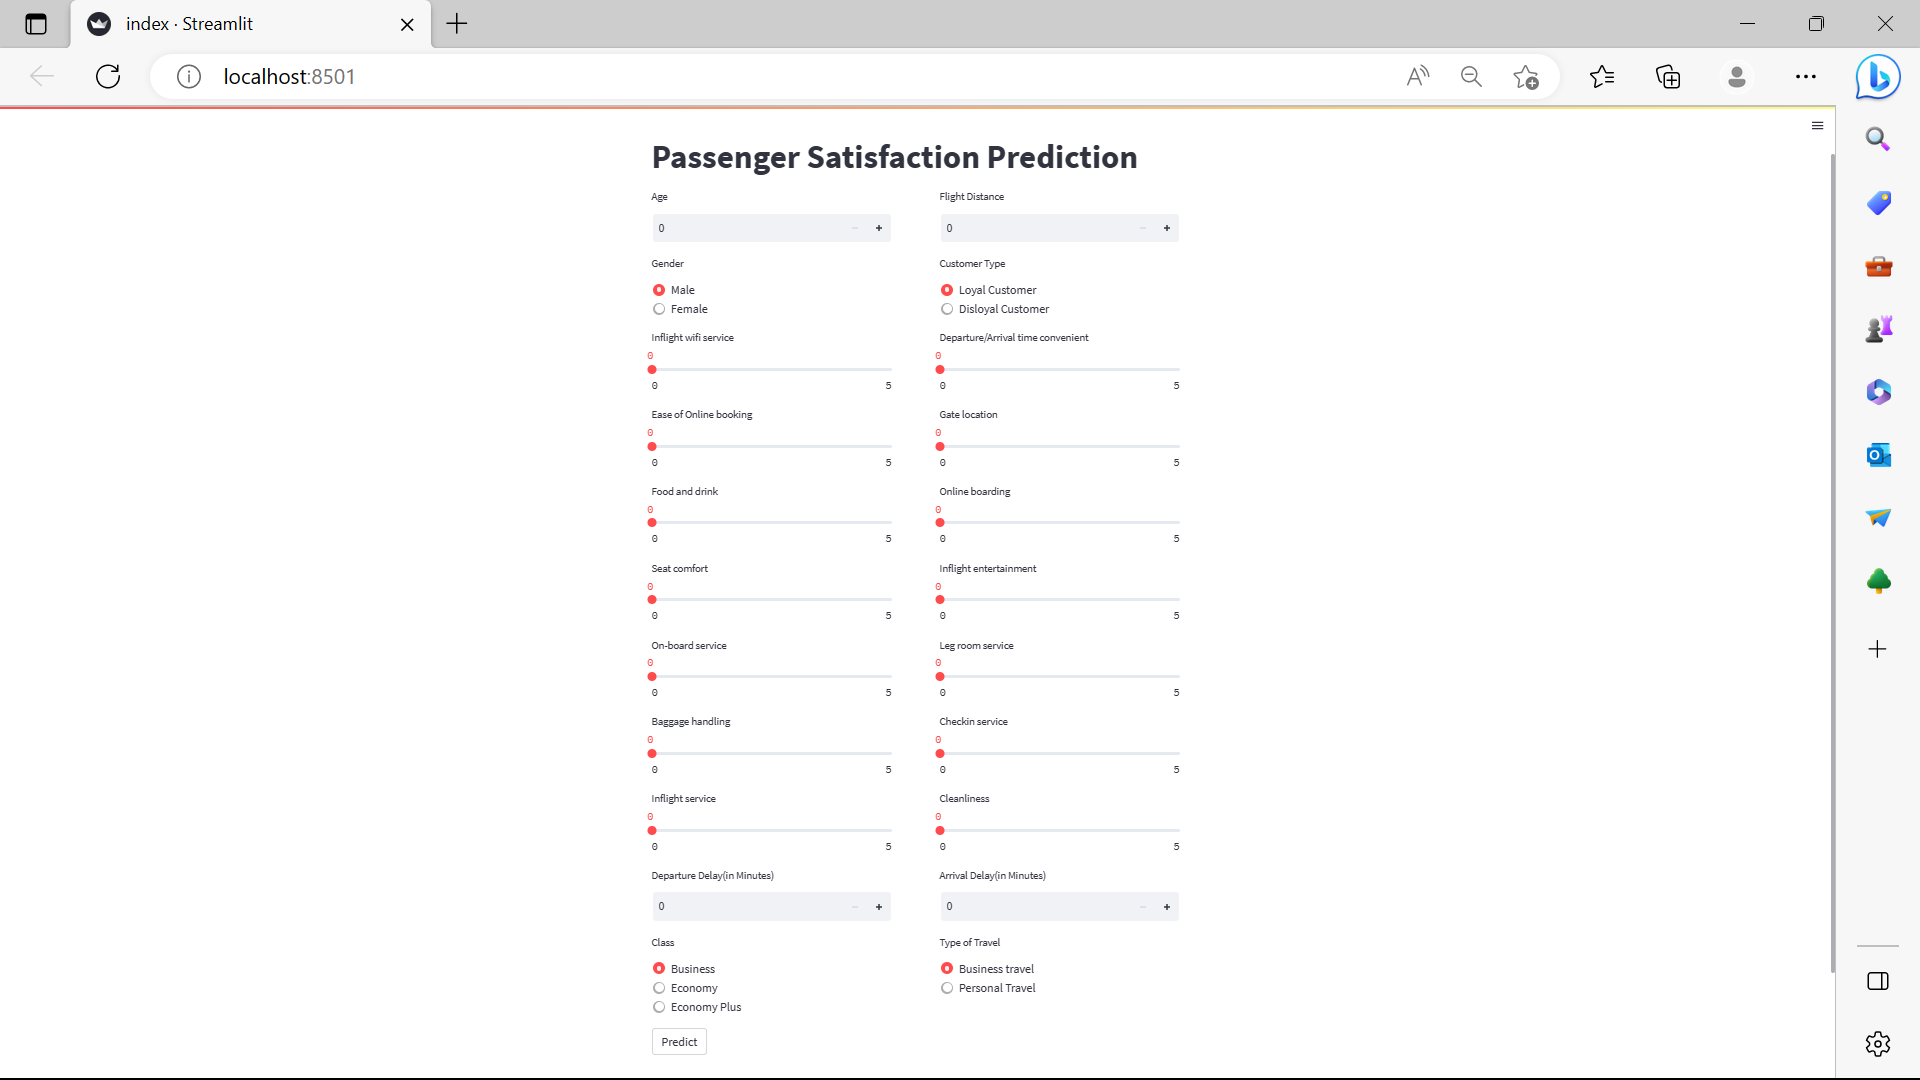 index · Streamlit
localhost:8501
Passenger Satisfaction Prediction
Age Flight Distance
0 − + 0 − +
Gender Customer Type
Male Loyal Customer
Female Disloyal Customer
Inflight wifi service Departure/Arrival time convenient
0 0
0 5 0 5
Ease of Online booking Gate location
0 0
0 5 0 5
Food and drink Online boarding
0 0
0 5 0 5
Seat comfort Inflight entertainment
0 0
0 5 0 5
On-board service Leg room service
0 0
0 5 0 5
Baggage handling Checkin service
0 0
0 5 0 5
Inflight service Cleanliness
0 0
0 5 0 5
Departure Delay(in Minutes) Arrival Delay(in Minutes)
0 − + 0 − +
Class Type of Travel
Business Business travel
Economy Personal Travel
Economy Plus
Predict